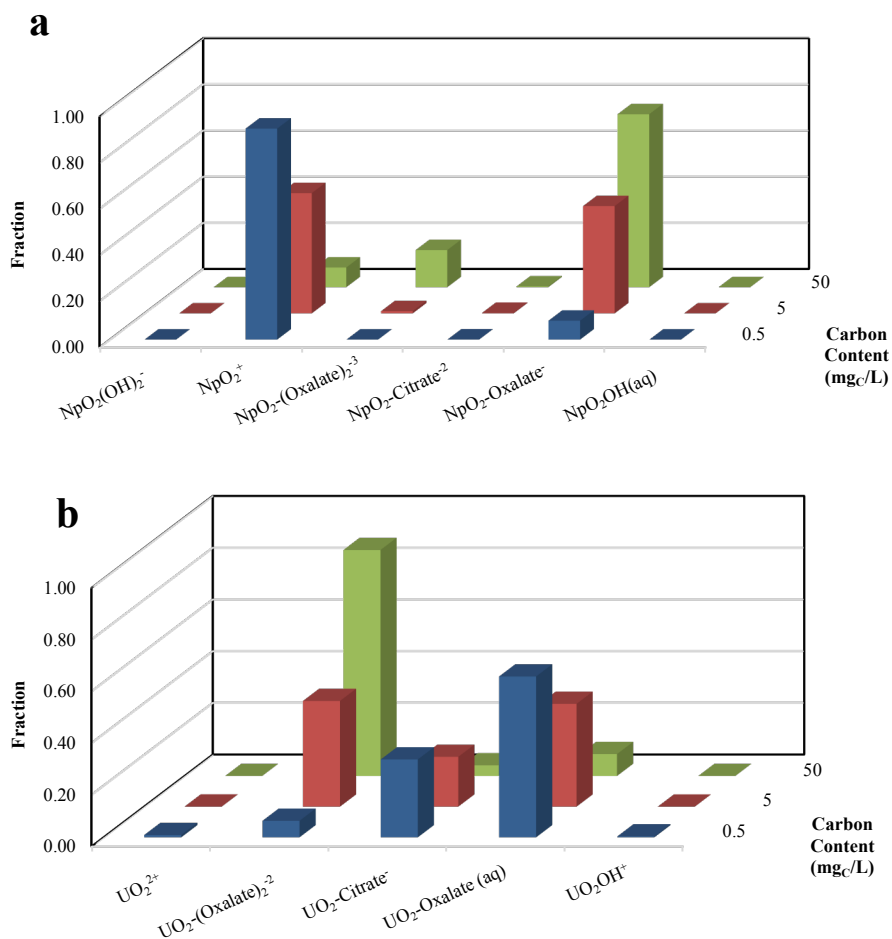 a
1.00
0.80
0.60
0.40
0.20
0.00
Fraction
NpO₂(OH)₂⁻
NpO₂⁺
NpO₂-(Oxalate)₂⁻³
NpO₂-Citrate⁻²
NpO₂-Oxalate⁻
NpO₂OH(aq)
50
5
0.5
Carbon
Content
(mg_C/L)
b
1.00
0.80
0.60
0.40
0.20
0.00
Fraction
UO₂²⁺
UO₂-(Oxalate)₂⁻²
UO₂-Citrate⁻
UO₂-Oxalate (aq)
UO₂OH⁺
50
5
0.5
Carbon
Content
(mg_C/L)